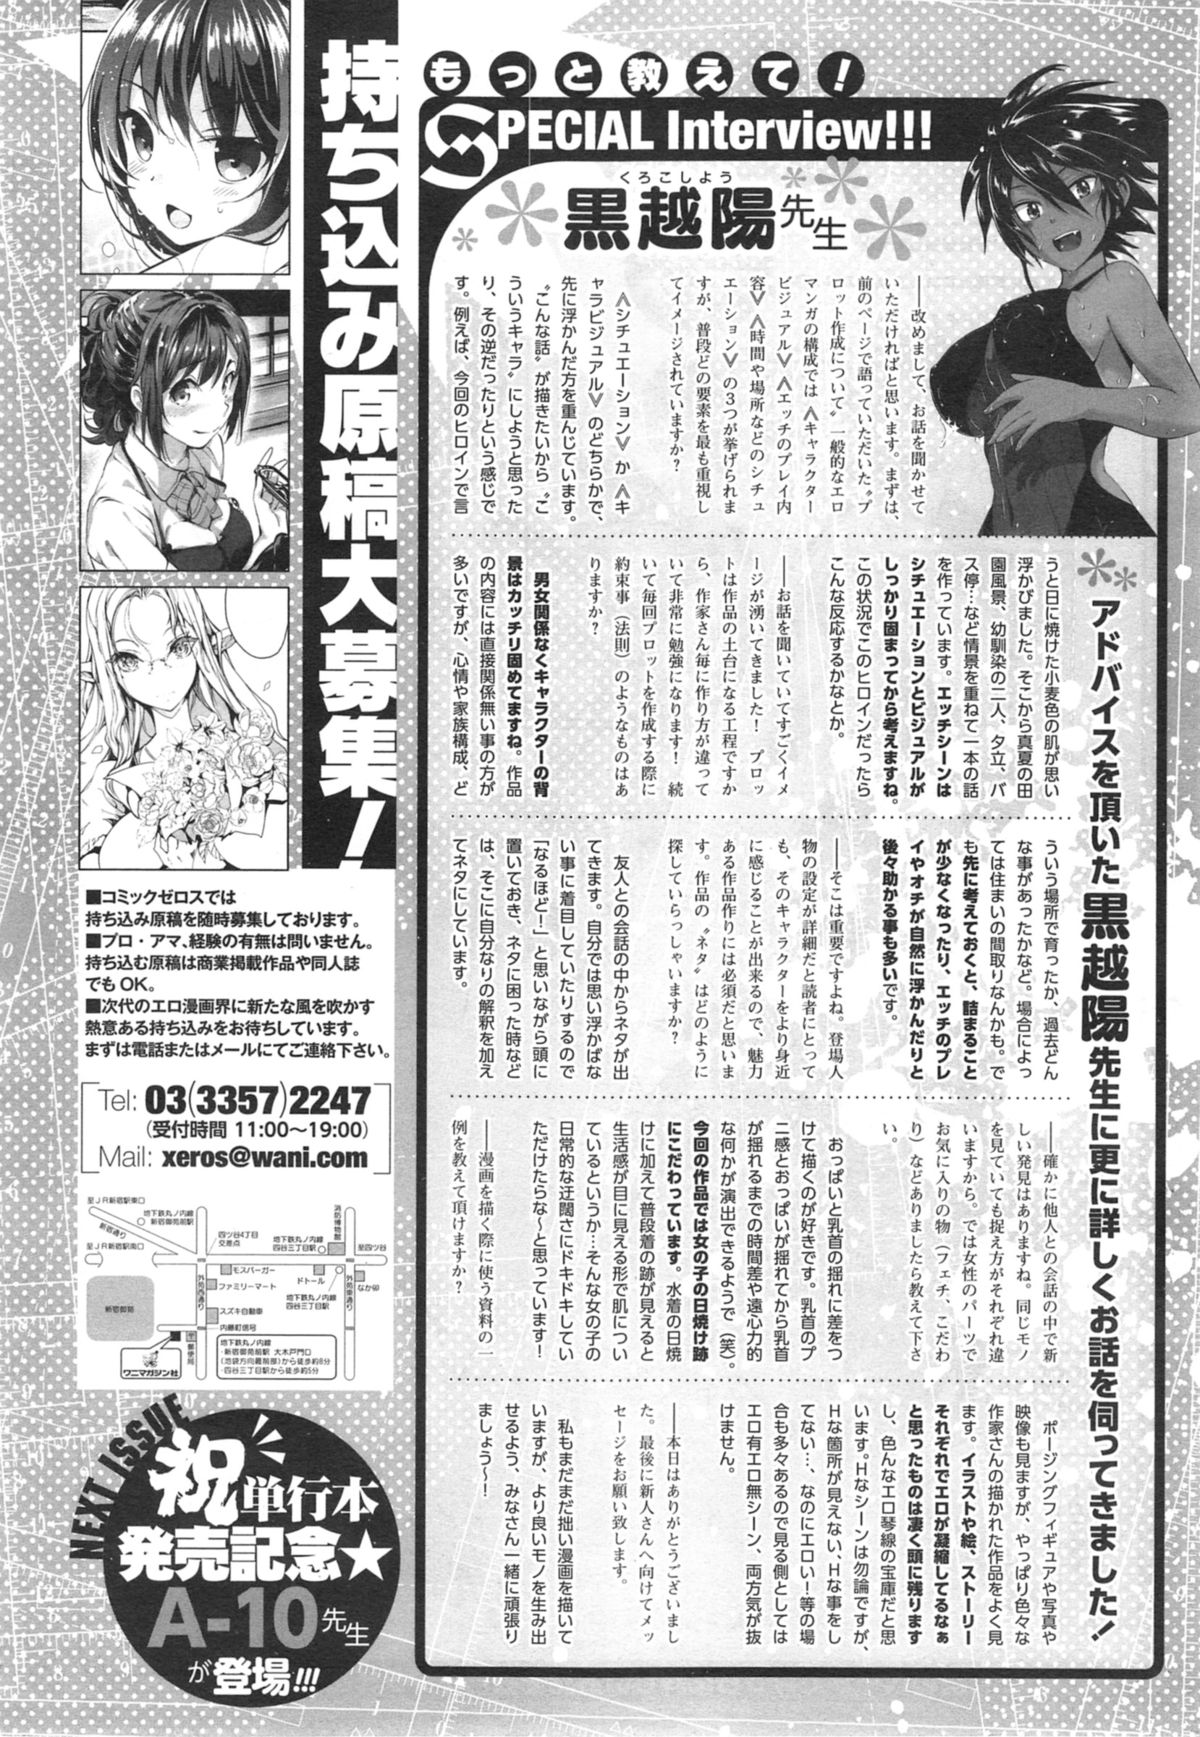 もっと教えて!
SPECIAL Interview!!!
くろこしよう
黒越陽先生
アドバイスを頂いた黒越陽先生に更に詳しくお話を伺ってきました!
――改めまして、お話を聞かせて
いただければと思います。まずは、
前のページで語っていただいた“プ
ロット作成について”一般的なエロ
マンガの構成では≪キャラクター
ビジュアル≫≪エッチのプレイ内
容≫≪時間や場所などのシチュ
エーション≫の3つが挙げられま
すが、普段どの要素を最も重視し
てイメージされていますか?
≪シチュエーション≫か≪キ
ャラビジュアル≫のどちらかで、
先に浮かんだ方を重んじています。
“こんな話”が描きたいから“こ
ういうキャラ”にしようと思った
り、その逆だったりという感じで
す。例えば、今回のヒロインで言
うと日に焼けた小麦色の肌が思い
浮かびました。そこから真夏の田
園風景、幼馴染の二人、夕立、バ
ス停…など情景を重ねて一本の話
を作っています。エッチシーンは
シチュエーションとビジュアルが
しっかり固まってから考えますね。
この状況でこのヒロインだったら
こんな反応するかなとか。
――お話を聞いていてすごくイメ
ージが湧いてきました! プロッ
トは作品の土台になる工程ですか
ら、作家さん毎に作り方が違って
いて非常に勉強になります! 続
いて毎回プロットを作成する際に
約束事(法則)のようなものはあ
りますか?
男女関係なくキャラクターの背
景はカッチリ固めてますね。作品
の内容には直接関係無い事の方が
多いですが、心情や家族構成、ど
ういう場所で育ったか、過去どん
な事があったかなど。場合によっ
ては住まいの間取りなんかも。で
も先に考えておくと、詰まること
が少なくなったり、エッチのプレ
イやオチが自然に浮かんだりと
後々助かる事も多いです。
――そこは重要ですよね。登場人
物の設定が詳細だと読者にとって
も、そのキャラクターをより身近
に感じることが出来るので、魅力
ある作品作りには必須だと思いま
す。作品の“ネタ”はどのように
探していらっしゃいますか?
友人との会話の中からネタが出
てきます。自分では思い浮かばな
い事に着目していたりするので
「なるほど!」と思いながら頭に
置いておき、ネタに困った時など
は、そこに自分なりの解釈を加え
てネタにしています。
――確かに他人との会話の中で新
しい発見はありますね。同じモノ
を見ていても捉え方がそれぞれ違
いますから。では女性のパーツで
お気に入りの物(フェチ、こだわ
り)などありましたら教えて下さ
い。
おっぱいと乳首の揺れに差をつ
けて描くのが好きです。乳首のプ
ニ感とおっぱいが揺れてから乳首
が揺れるまでの時間差や遠心力的
な何かが演出できるようで(笑)。
今回の作品では女の子の日焼け跡
にこだわっています。水着の日焼
けに加えて普段着の跡が見えると
生活感が目に見える形で肌につい
ているというか…そんな女の子の
日常的な迂闊さにドキドキしてい
ただけたらな〜と思っています!
――漫画を描く際に使う資料の一
例を教えて頂けますか?
ポージングフィギュアや写真や
映像も見ますが、やっぱり色々な
作家さんの描かれた作品をよく見
ます。イラストや絵、ストーリー
それぞれでエロが凝縮してるなぁ
と思ったものは凄く頭に残ります
し、色んなエロ琴線の宝庫だと思
います。Hなシーンは勿論ですが、
Hな箇所が見えない、Hな事をし
てない…、なのにエロい!等の場
合も多々あるので見る側としては
エロ有エロ無シーン、両方気が抜
けません。
――本日はありがとうございまし
た。最後に新人さんへ向けてメッ
セージをお願い致します。
私もまだまだ拙い漫画を描いて
いますが、より良いモノを生み出
せるよう、みなさん一緒に頑張り
ましょう〜!
持ち込み原稿大募集!
■コミックゼロスでは
持ち込み原稿を随時募集しております。
■プロ・アマ、経験の有無は問いません。
持ち込む原稿は商業掲載作品や同人誌
でもOK。
■次代のエロ漫画界に新たな風を吹かす
熱意ある持ち込みをお待ちしています。
まずは電話またはメールにてご連絡下さい。
Tel: 03(3357)2247
(受付時間 11:00〜19:00)
Mail: xeros@wani.com
至JR新宿駅東口
新宿通り
至JR新宿駅南口
地下鉄丸ノ内線
新宿御苑前駅
四ツ谷4丁目
交差点
地下鉄丸ノ内線
四谷三丁目駅
消防博物館
至四ツ谷
モスバーガー
ファミリーマート
ドトール
地下鉄丸ノ内線
四谷三丁目駅
なか卯
外苑西通り
外苑東通り
新宿御苑
スズキ自動車
内藤町信号
至郵便局
ワニマガジン社
地下鉄丸ノ内線
・新宿御苑前駅 大木戸門口
(池袋方向最前部)から徒歩約8分
・四谷三丁目駅から徒歩約5分
NEXT ISSUE
祝単行本
発売記念★
A-10先生
が登場!!!